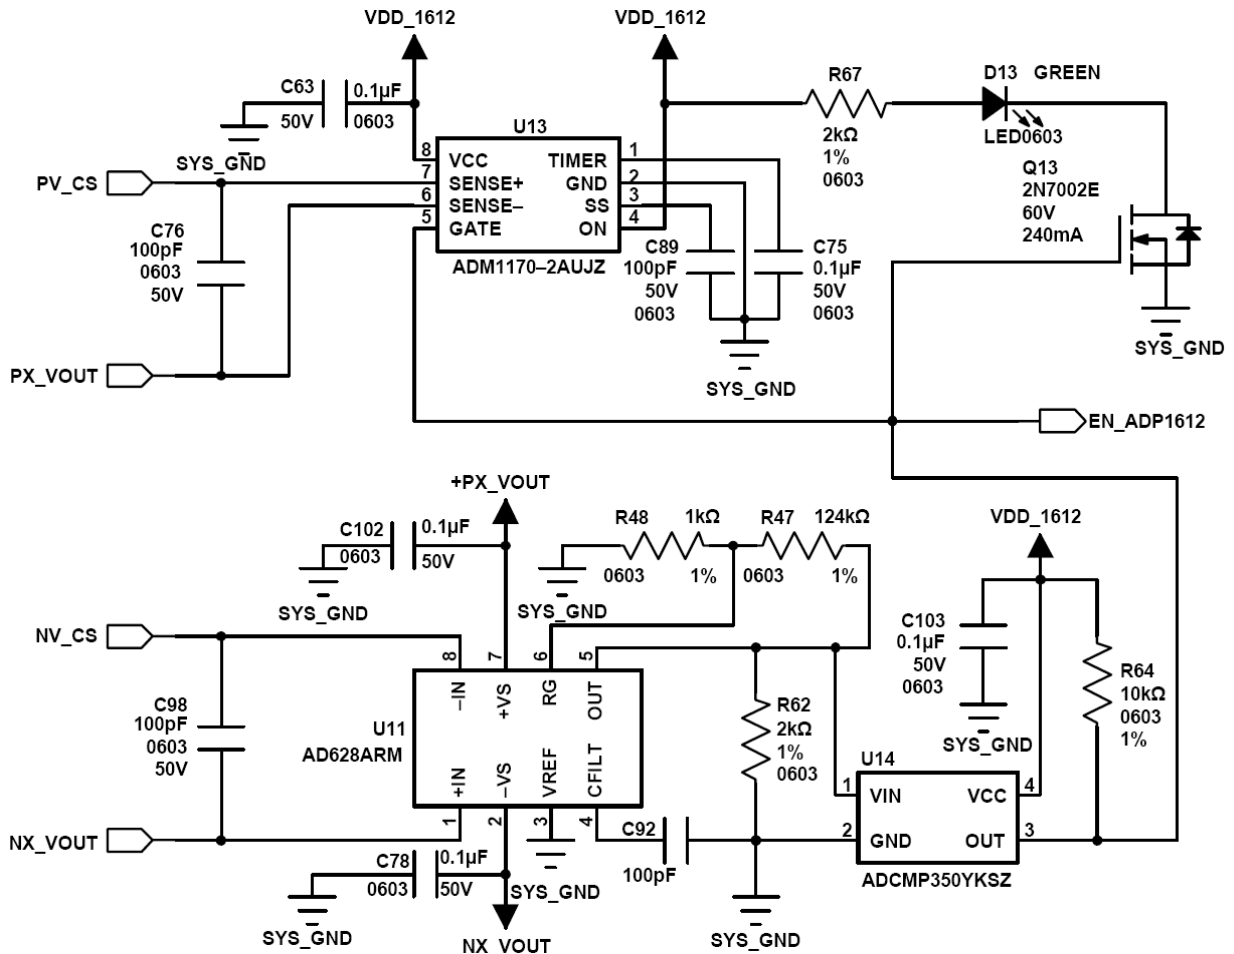 VDD_1612
VDD_1612
C63
0.1µF
50V
0603
SYS_GND
R67
2kΩ
1%
0603
D13 GREEN
LED0603
U13
8 VCC TIMER 1
7 SENSE+ GND 2
6 SENSE– SS 3
5 GATE ON 4
ADM1170–2AUJZ
PV_CS
C76
100pF
0603
50V
PX_VOUT
C89
100pF
50V
0603
C75
0.1µF
50V
0603
SYS_GND
Q13
2N7002E
60V
240mA
SYS_GND
EN_ADP1612
+PX_VOUT
C102
0.1µF
0603
50V
SYS_GND
R48
1kΩ
0603
1%
R47
124kΩ
0603
1%
SYS_GND
VDD_1612
C103
0.1µF
50V
0603
SYS_GND
R64
10kΩ
0603
1%
NV_CS
C98
100pF
0603
50V
NX_VOUT
8 7 6 5
–IN +VS RG OUT
U11
AD628ARM
+IN –VS VREF CFILT
1 2 3 4
R62
2kΩ
1%
0603
U14
1 VIN VCC 4
2 GND OUT 3
ADCMP350YKSZ
C92
100pF
C78
0.1µF
0603
50V
SYS_GND
SYS_GND
NX_VOUT
SYS_GND